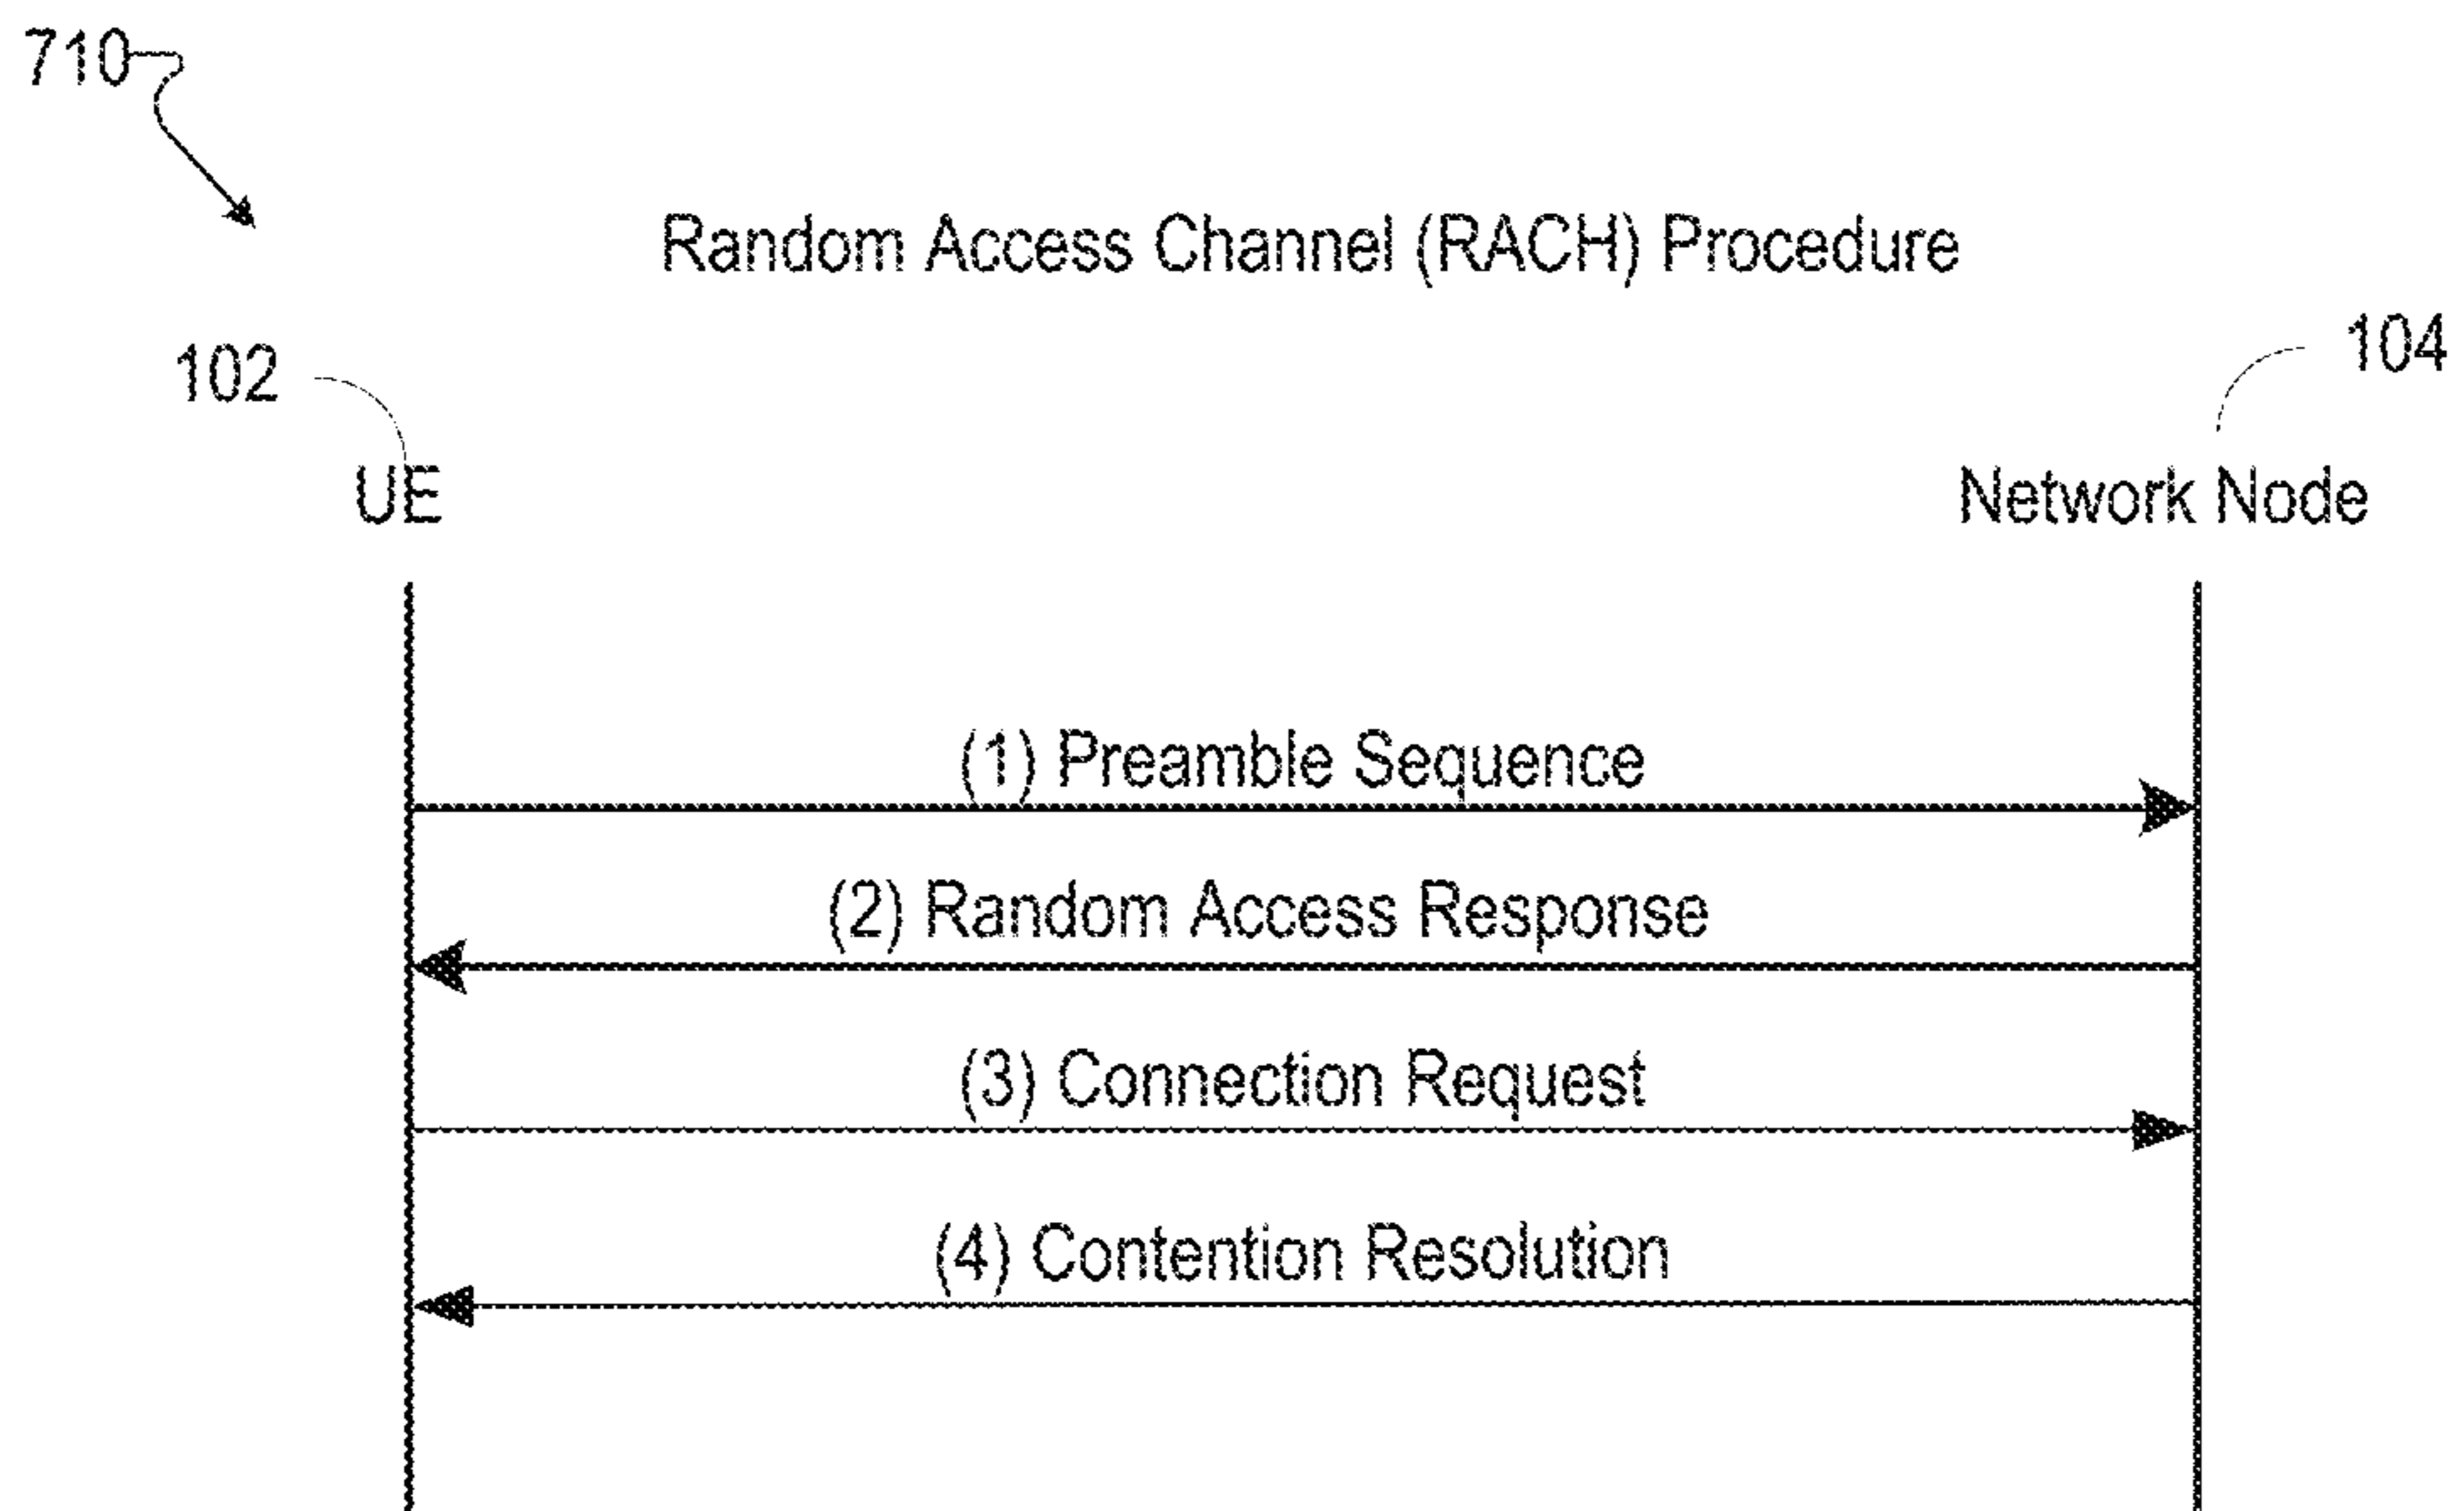 710
Random Access Channel (RACH) Procedure
102
104
UE
Network Node
(1) Preamble Sequence
(2) Random Access Response
(3) Connection Request
(4) Contention Resolution